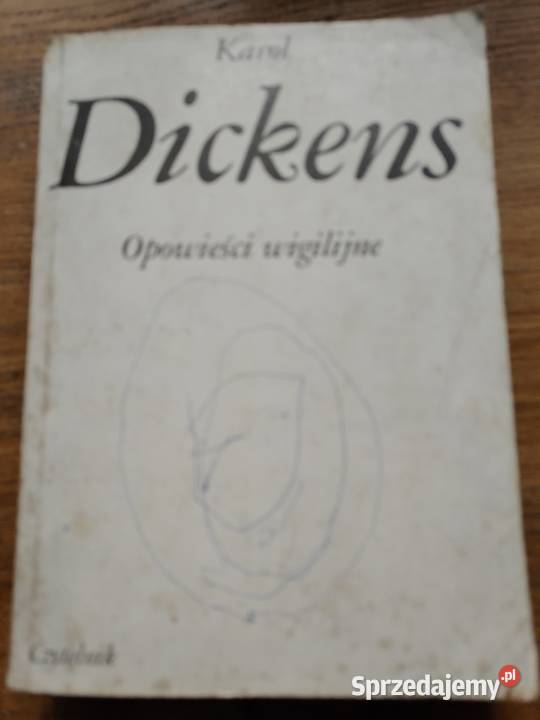 Karol
Dickens
Opowieści wigilijne
Czytelnik
Sprzedajemy.pl